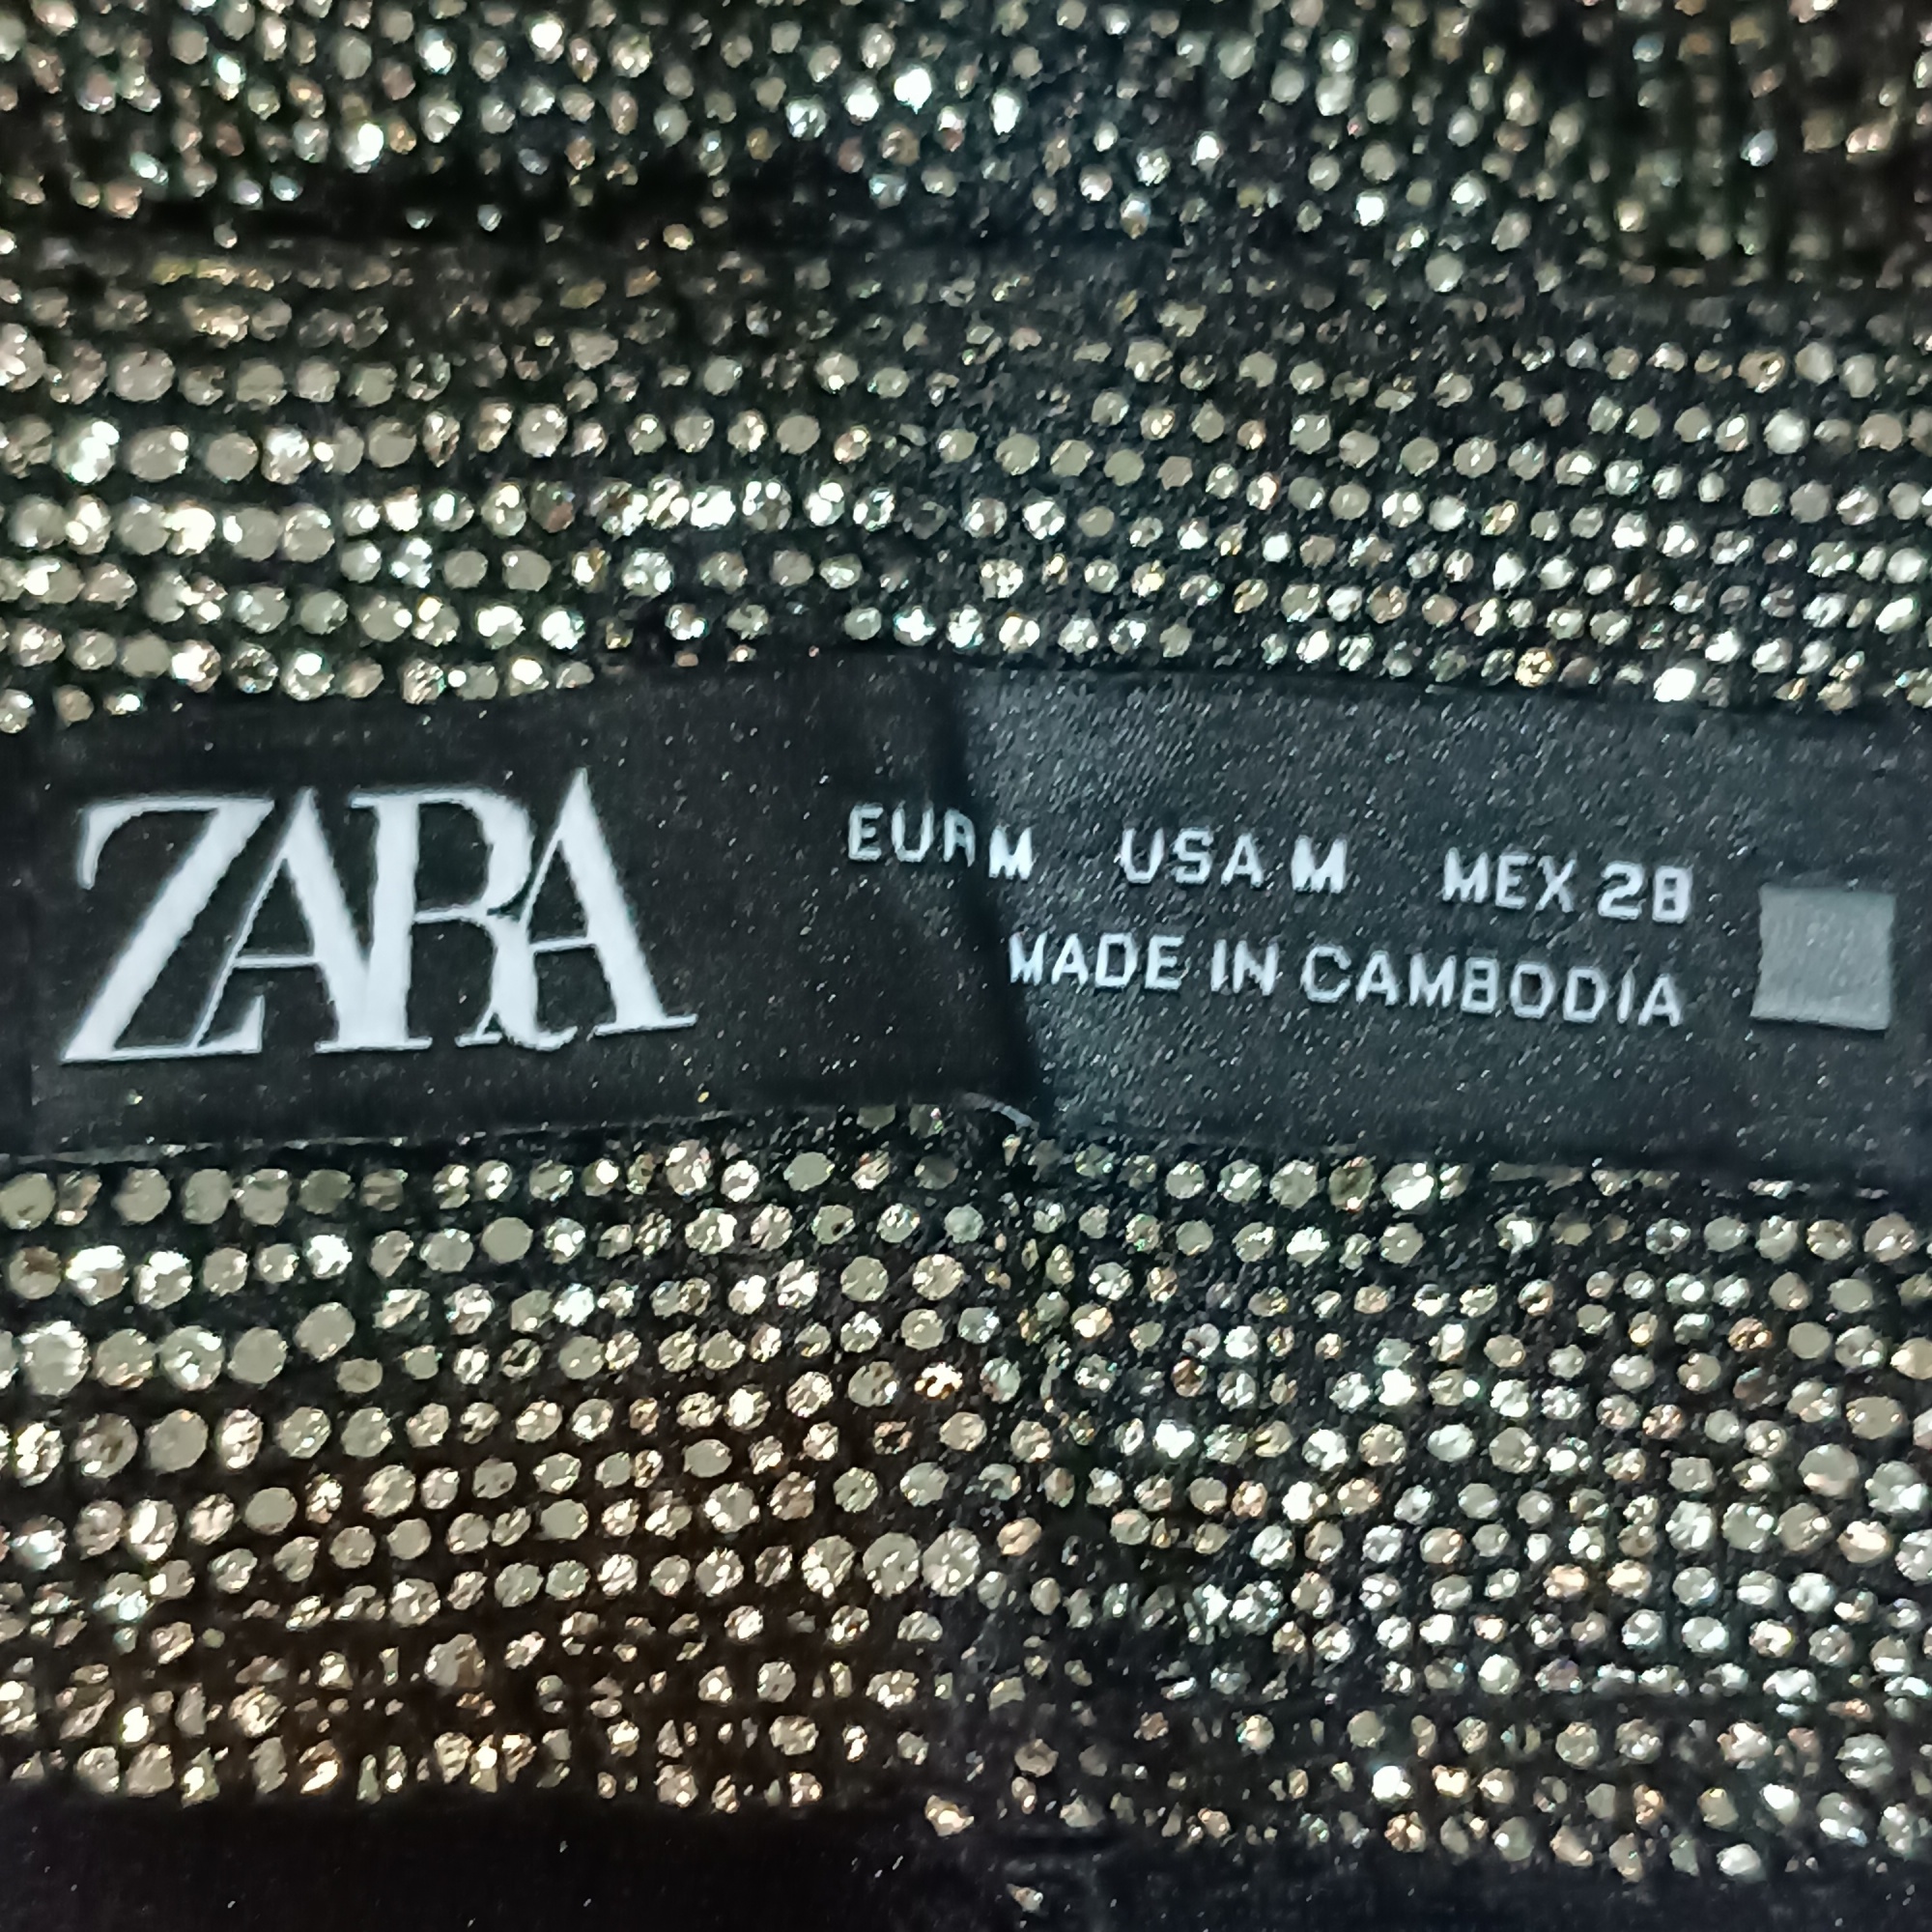 ZARA
EUR M USA M MEX 28
MADE IN CAMBODIA